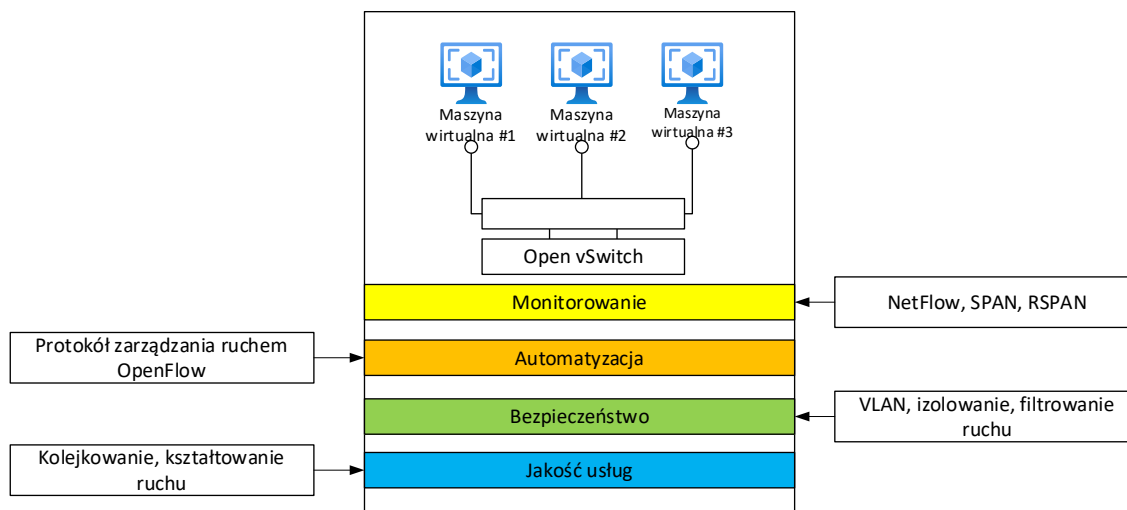 Maszyna
wirtualna #1
Maszyna
wirtualna #2
Maszyna
wirtualna #3
Open vSwitch
Monitorowanie
NetFlow, SPAN, RSPAN
Protokół zarządzania ruchem
OpenFlow
Automatyzacja
Bezpieczeństwo
VLAN, izolowanie, filtrowanie
ruchu
Kolejkowanie, kształtowanie
ruchu
Jakość usług